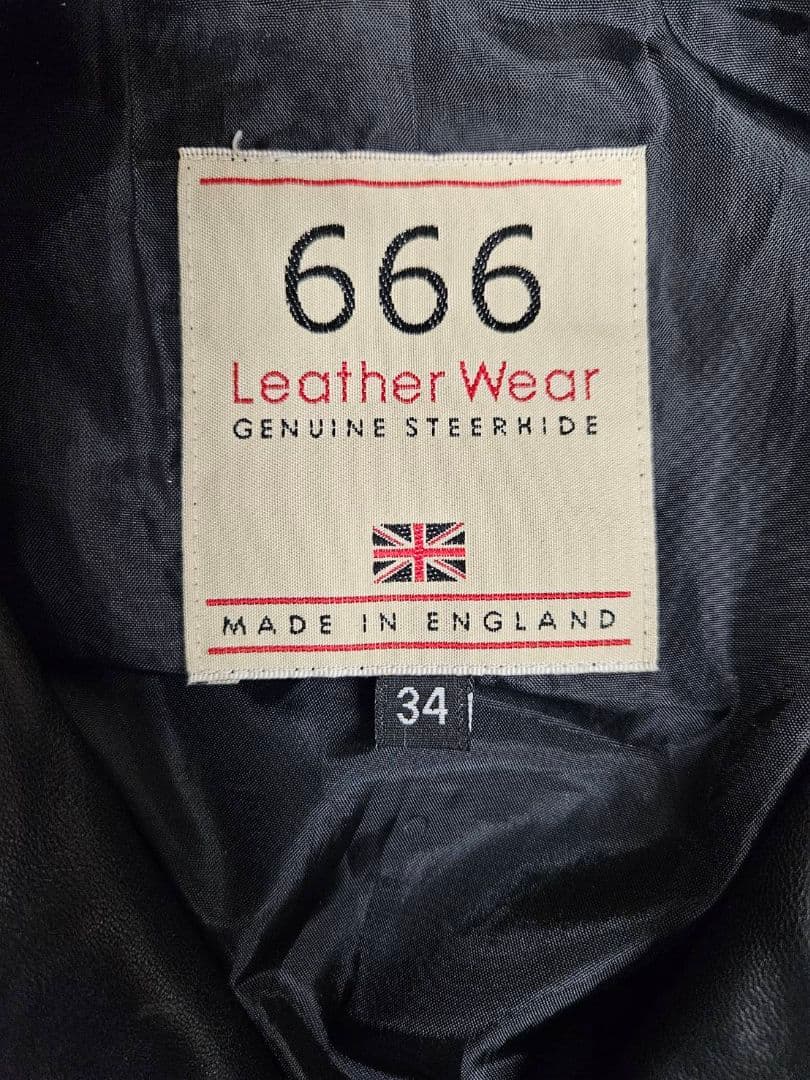 666
Leather Wear
GENUINE STEERHIDE
MADE IN ENGLAND
34